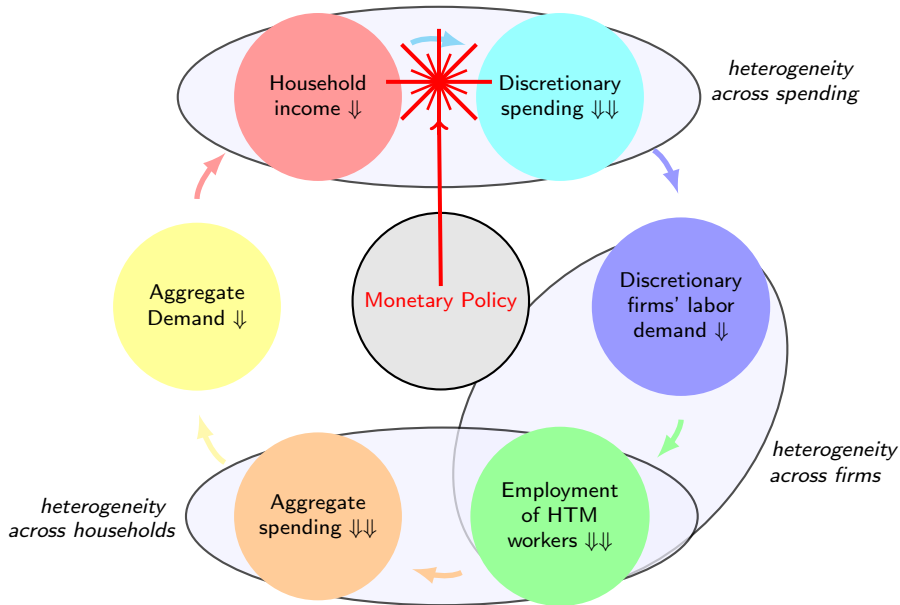 Household
income ⇓
Discretionary
spending ⇓⇓
heterogeneity
across spending
Aggregate
Demand ⇓
Monetary Policy
Discretionary
firms' labor
demand ⇓
heterogeneity
across firms
Employment
of HTM
workers ⇓⇓
Aggregate
spending ⇓⇓
heterogeneity
across households